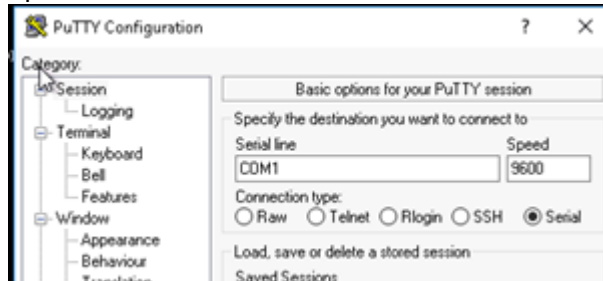 PuTTY Configuration ? ×
Category:
Session
Logging
Terminal
Keyboard
Bell
Features
Window
Appearance
Behaviour
Translation
Basic options for your PuTTY session
Specify the destination you want to connect to
Serial line Speed
COM1 9600
Connection type:
Raw Telnet Rlogin SSH Serial
Load, save or delete a stored session
Saved Sessions